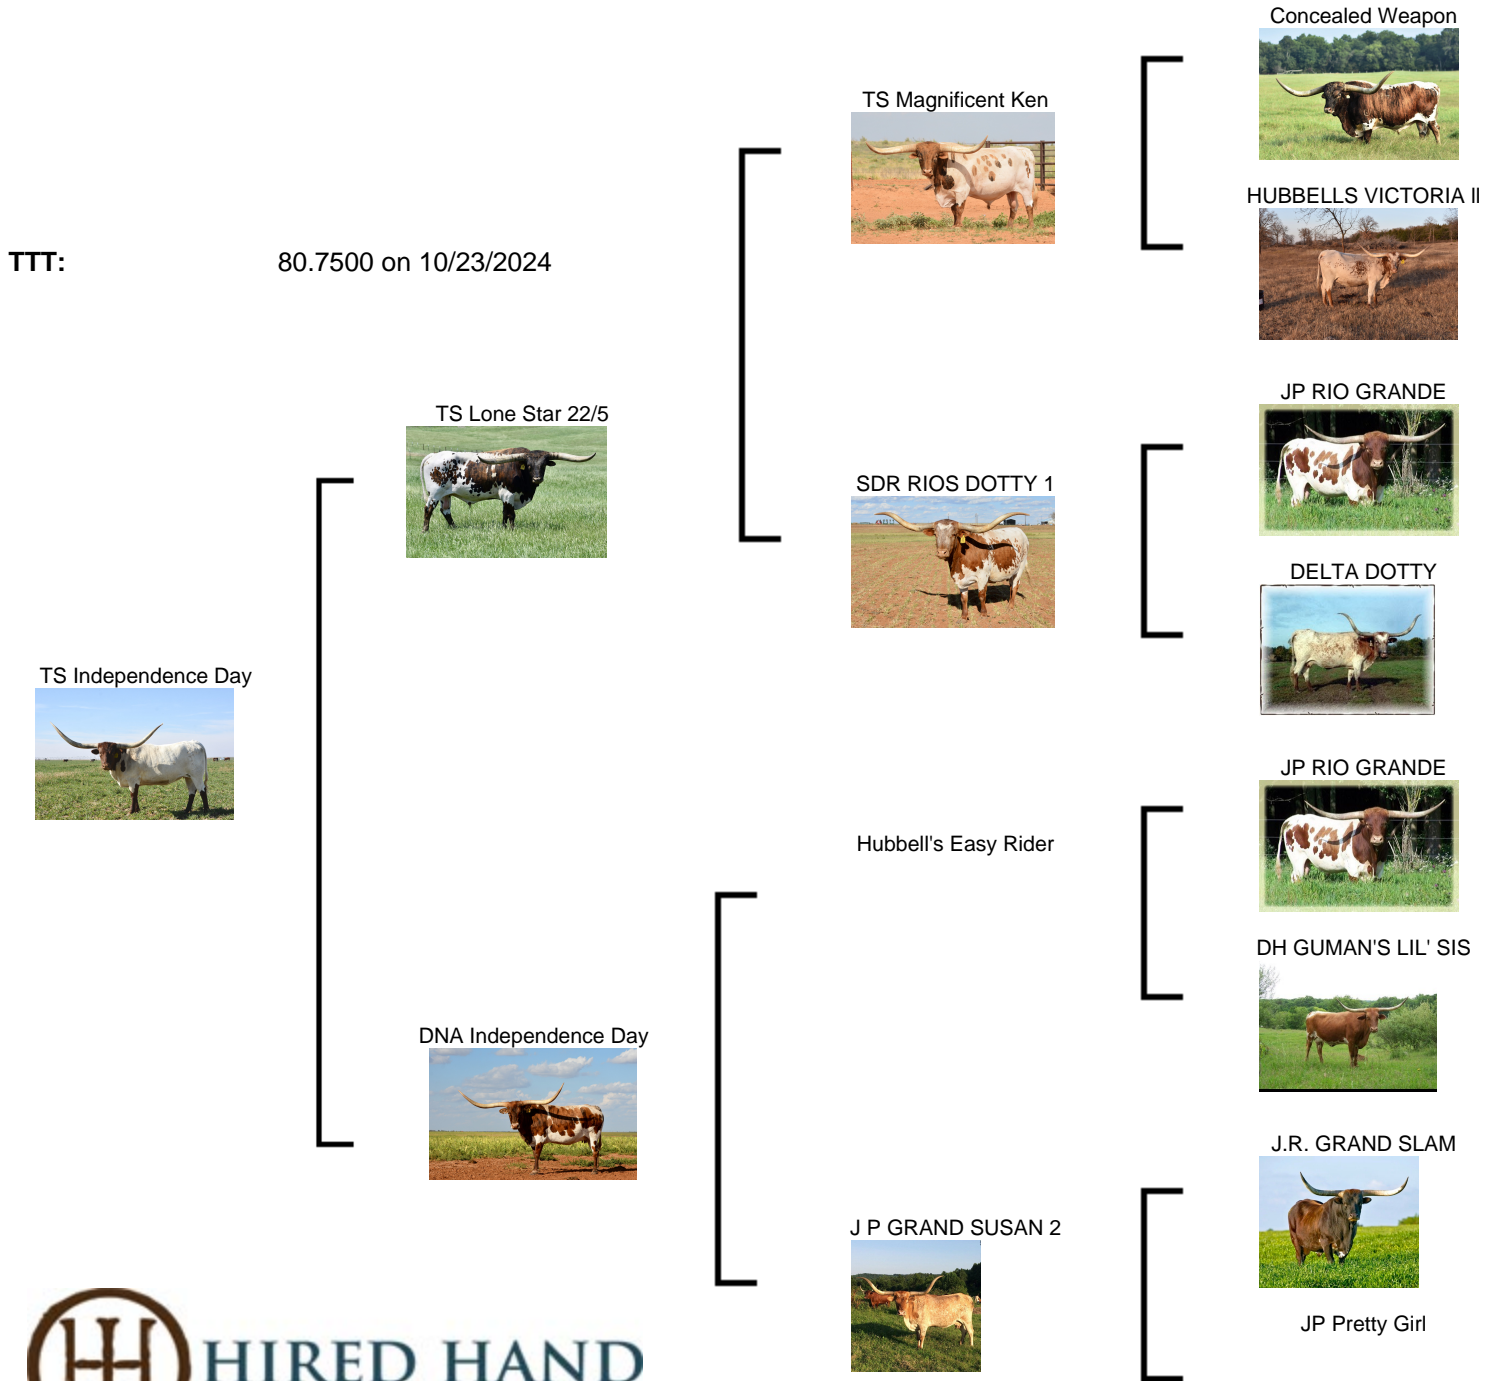 Concealed Weapon
TS Magnificent Ken
HUBBELLS VICTORIA II
TTT: 80.7500 on 10/23/2024
JP RIO GRANDE
TS Lone Star 22/5
SDR RIOS DOTTY 1
DELTA DOTTY
TS Independence Day
JP RIO GRANDE
Hubbell's Easy Rider
DH GUMAN'S LIL' SIS
DNA Independence Day
J.R. GRAND SLAM
J P GRAND SUSAN 2
JP Pretty Girl
HIRED HAND